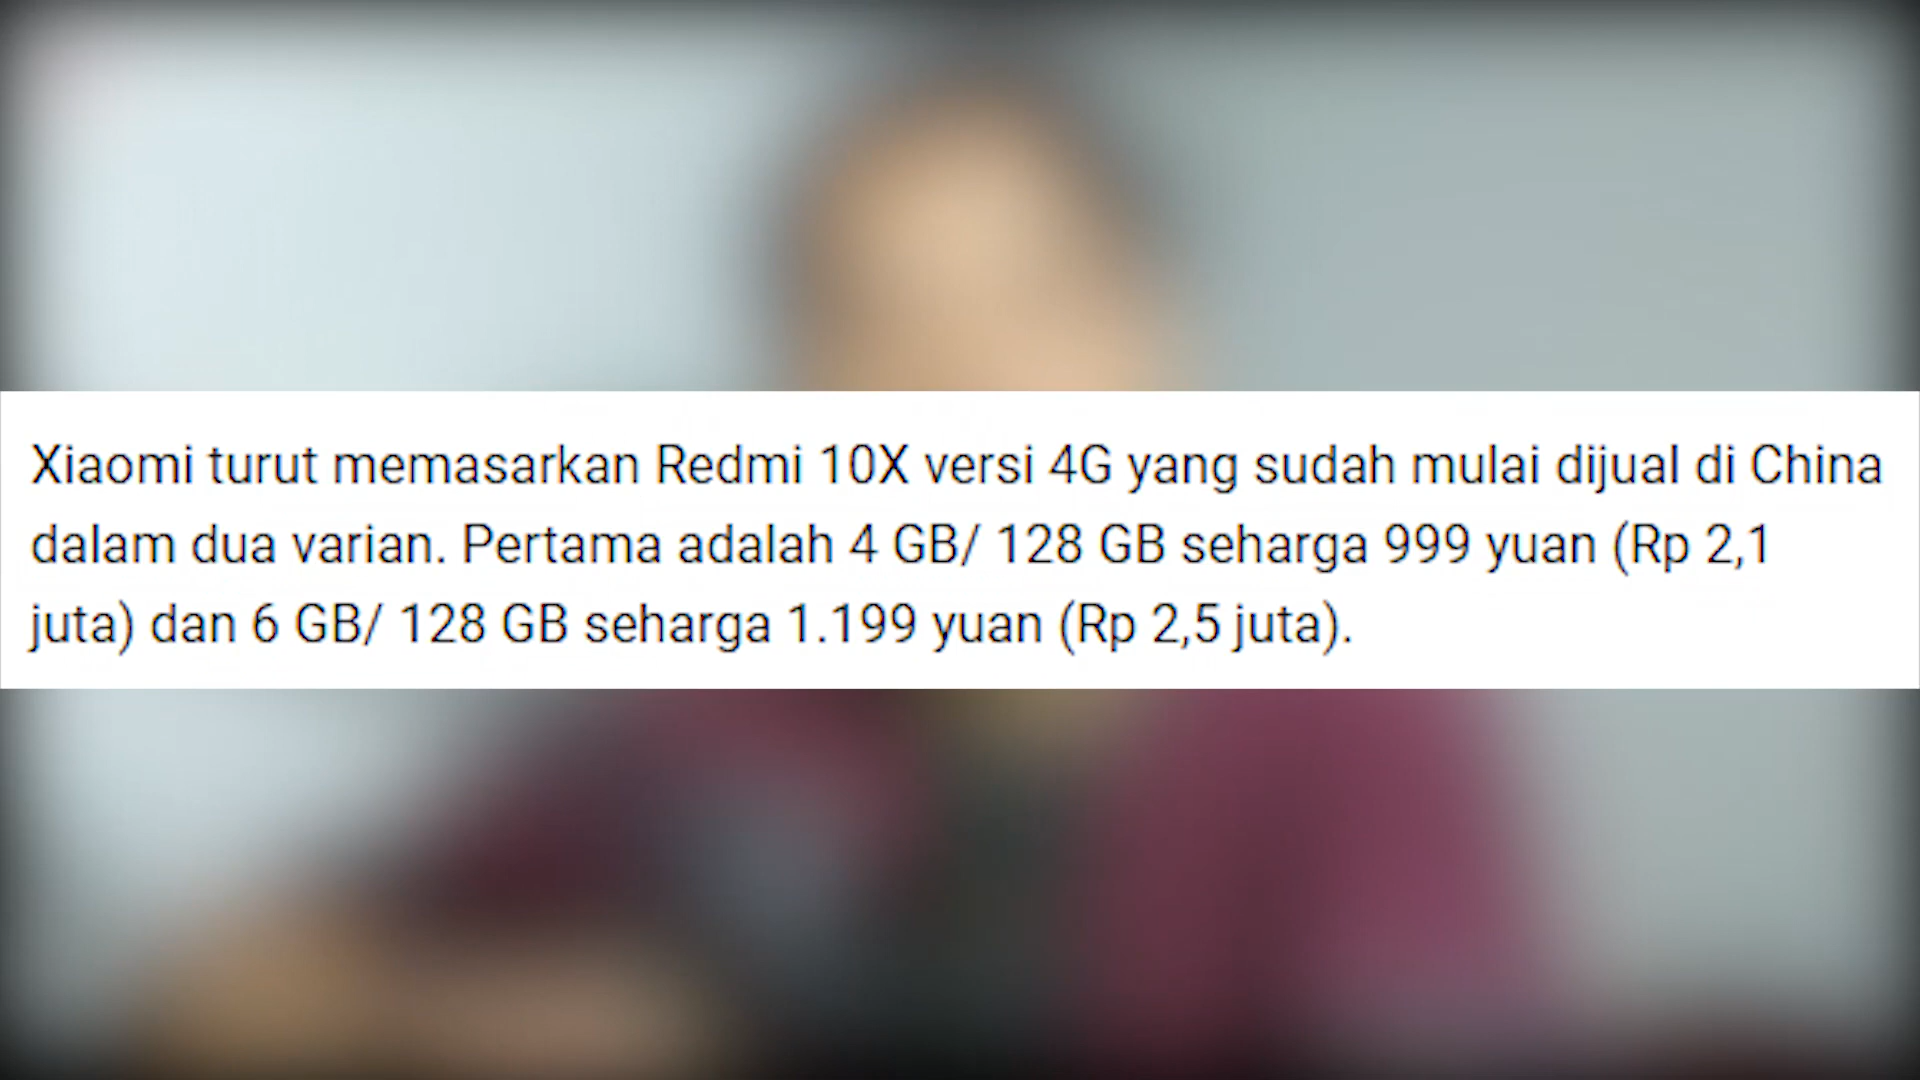 Xiaomi turut memasarkan Redmi 10X versi 4G yang sudah mulai dijual di China
dalam dua varian. Pertama adalah 4 GB/ 128 GB seharga 999 yuan (Rp 2,1
juta) dan 6 GB/ 128 GB seharga 1.199 yuan (Rp 2,5 juta).